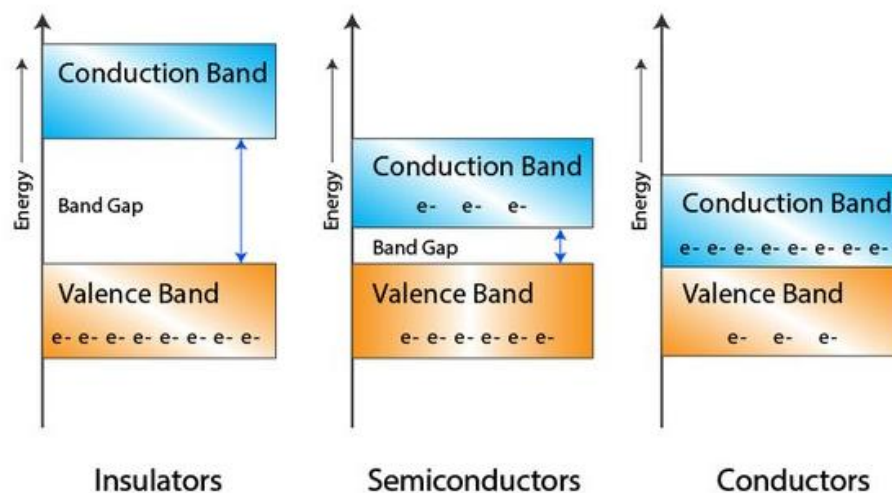 Energy
Conduction Band
Band Gap
Valence Band
e- e- e- e- e- e- e- e-
Insulators
Energy
Conduction Band
e- e- e-
Band Gap
Valence Band
e- e- e- e- e- e-
Semiconductors
Energy
Conduction Band
e- e- e- e- e- e- e- e-
Valence Band
e- e- e-
Conductors